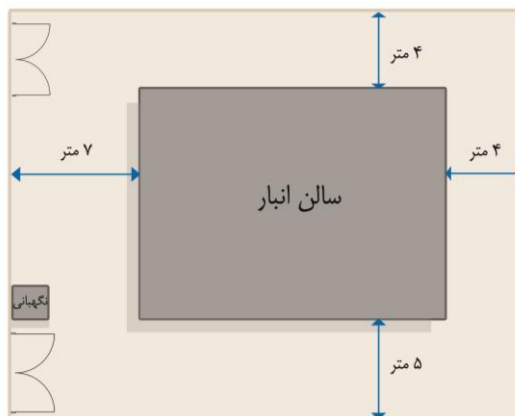 ۴ متر
۷ متر
۴ متر
سالن انبار
نگهبانی
۵ متر